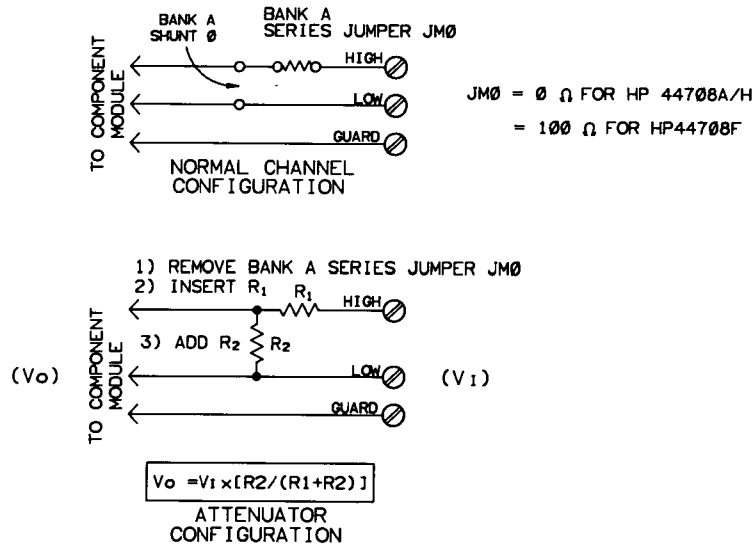 BANK A
SHUNT Ø
BANK A
SERIES JUMPER JMØ
HIGH
LOW
GUARD
TO COMPONENT
MODULE
JMØ = Ø Ω FOR HP 44708A/H
= 100 Ω FOR HP44708F
NORMAL CHANNEL
CONFIGURATION
1) REMOVE BANK A SERIES JUMPER JMØ
2) INSERT R1
R1
HIGH
3) ADD R2
R2
LOW
GUARD
TO COMPONENT
MODULE
(Vo)
(VI)
Vo =VI x[R2/(R1+R2)]
ATTENUATOR
CONFIGURATION